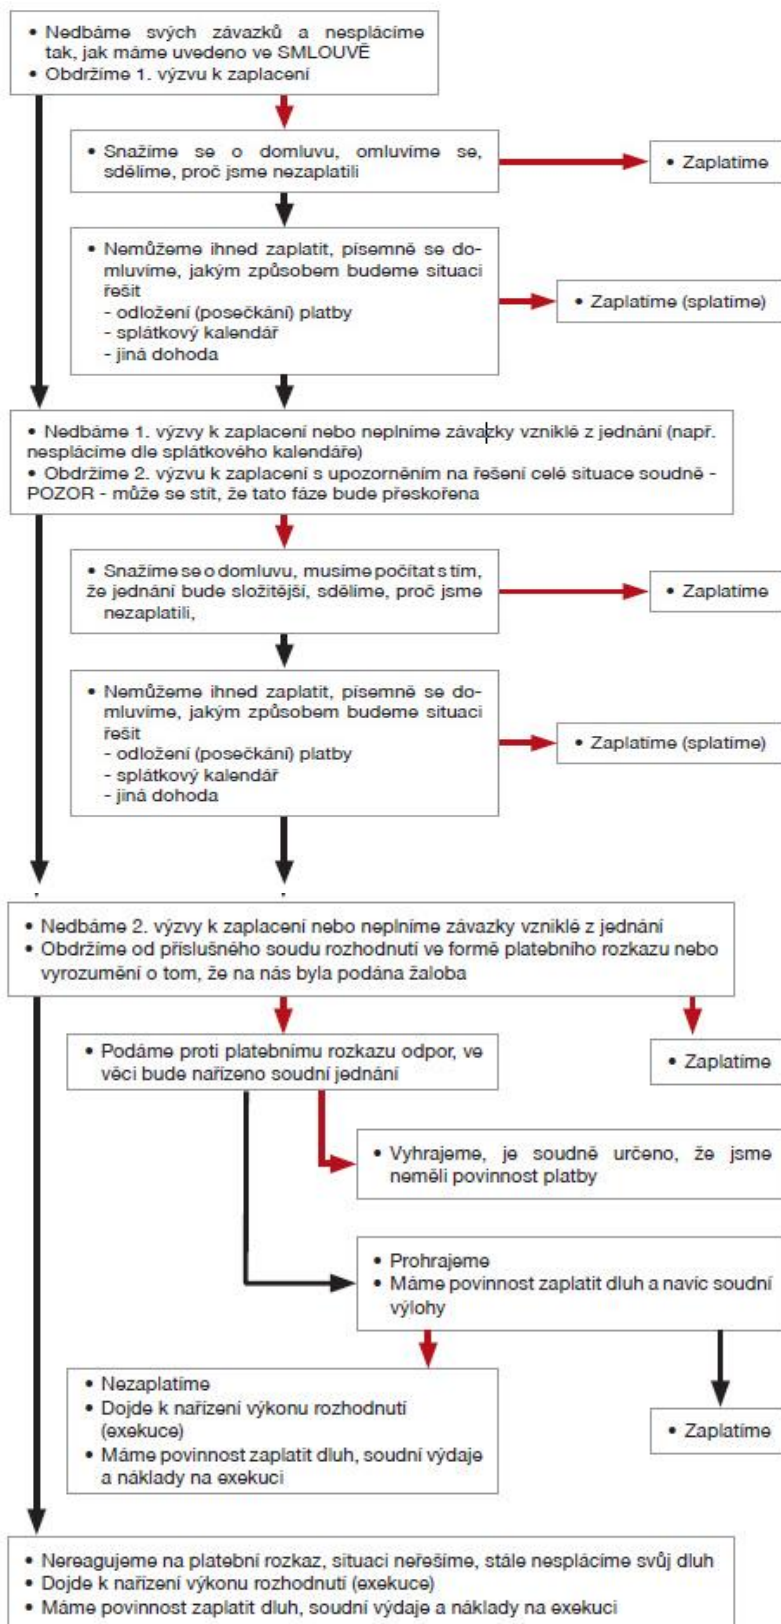 • Nedbáme svých závazků a nesplácíme
tak, jak máme uvedeno ve SMLOUVĚ
• Obdržíme 1. výzvu k zaplacení
• Snažíme se o domluvu, omluvíme se,
sdělíme, proč jsme nezaplatili
• Zaplatíme
• Nemůžeme ihned zaplatit, písemně se do-
mluvíme, jakým způsobem budeme situaci
řešit
- odložení (posečkání) platby
- splátkový kalendář
- jiná dohoda
• Zaplatíme (splatíme)
• Nedbáme 1. výzvy k zaplacení nebo neplníme závazky vzniklé z jednání (např.
nesplácíme dle splátkového kalendáře)
• Obdržíme 2. výzvu k zaplacení s upozorněním na řešení celé situace soudně -
POZOR - může se stít, že tato fáze bude přeskořena
• Snažíme se o domluvu, musíme počítat s tím,
že jednání bude složitější, sdělíme, proč jsme
nezaplatili,
• Zaplatíme
• Nemůžeme ihned zaplatit, písemně se do-
mluvíme, jakým způsobem budeme situaci
řešit
- odložení (posečkání) platby
- splátkový kalendář
- jiná dohoda
• Zaplatíme (splatíme)
• Nedbáme 2. výzvy k zaplacení nebo neplníme závazky vzniklé z jednání
• Obdržíme od příslušného soudu rozhodnutí ve formě platebního rozkazu nebo
vyrozumění o tom, že na nás byla podána žaloba
• Podáme proti platebnímu rozkazu odpor, ve
věci bude nařízeno soudní jednání
• Zaplatíme
• Vyhrajeme, je soudně určeno, že jsme
neměli povinnost platby
• Prohrajeme
• Máme povinnost zaplatit dluh a navíc soudní
výlohy
• Nezaplatíme
• Dojde k nařízení výkonu rozhodnutí
(exekuce)
• Máme povinnost zaplatit dluh, soudní výdaje
a náklady na exekuci
• Zaplatíme
• Nereagujeme na platební rozkaz, situaci neřešíme, stále nesplácíme svůj dluh
• Dojde k nařízení výkonu rozhodnutí (exekuce)
• Máme povinnost zaplatit dluh, soudní výdaje a náklady na exekuci